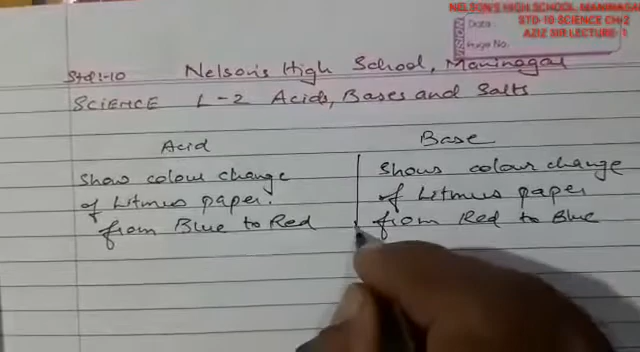 NELSON'S HIGH SCHOOL, MANINAGAR
STD-10 SCIENCE CH-2
AZIZ SIR LECTURE- 1
Date:
Page No:
Std:-10 Nelson's High School, Maninagar
SCIENCE L-2 Acids, Bases and Salts
Acid
Show colour change
of Litmus paper.
from Blue to Red
Base
Shows colour change
of Litmus paper
from Red to Blue